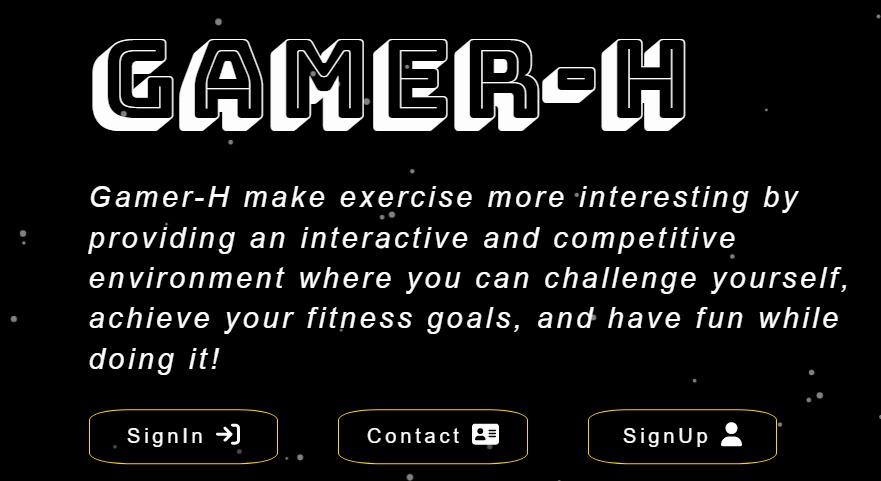 GAMER-H
Gamer-H make exercise more interesting by
providing an interactive and competitive
environment where you can challenge yourself,
achieve your fitness goals, and have fun while
doing it!
SignIn
Contact
SignUp